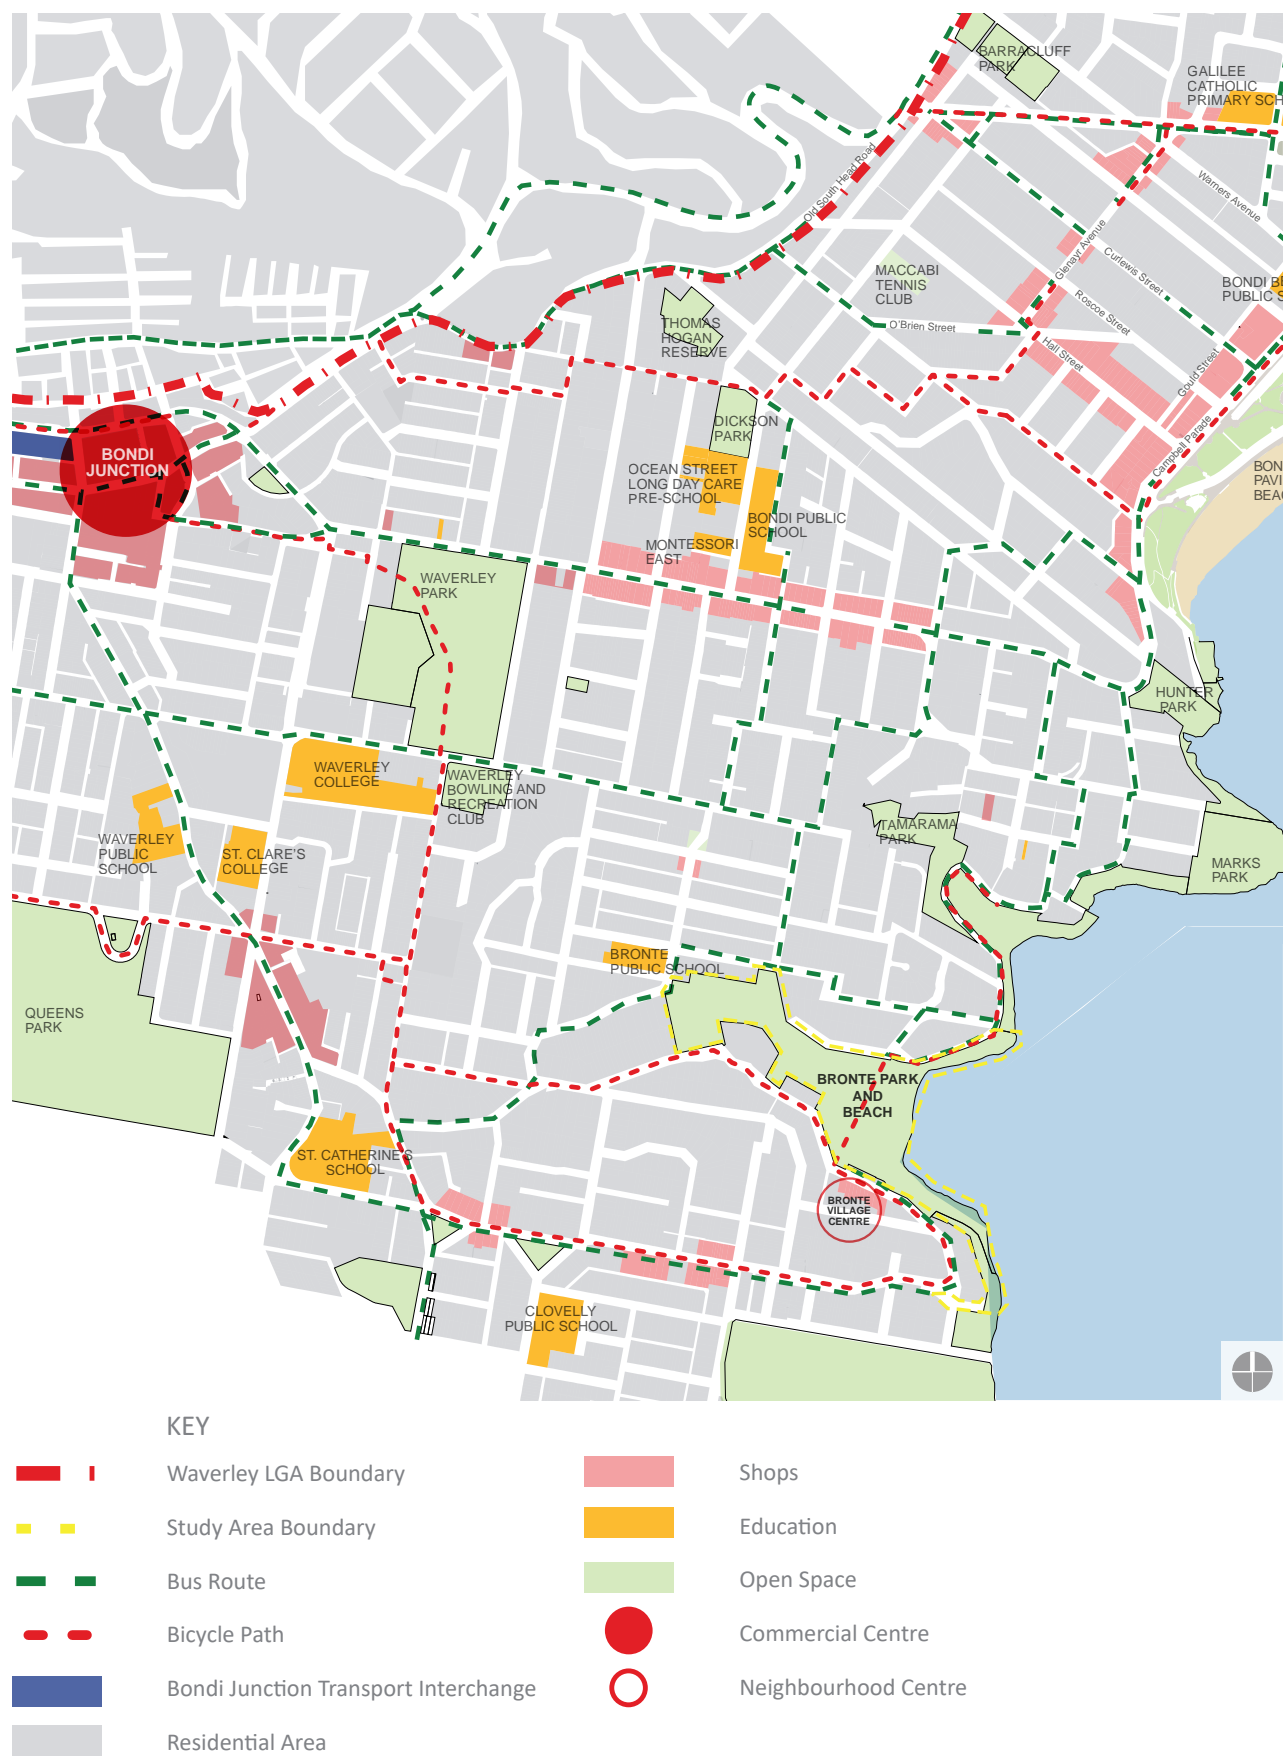 BARRACLUFF
PARK
GALILEE
CATHOLIC
PRIMARY SCH
Old South Head Road
Warners Avenue
Glenayr Avenue
Curlewis Street
MACCABI
TENNIS
CLUB
BONDI BE
PUBLIC S
Roscoe Street
O'Brien Street
THOMAS
HOGAN
RESERVE
Hall Street
Gould Street
Campbell Parade
DICKSON
PARK
BONDI
JUNCTION
OCEAN STREET
LONG DAY CARE
PRE-SCHOOL
BON
PAVI
BEA
BONDI PUBLIC
SCHOOL
MONTESSORI
EAST
WAVERLEY
PARK
HUNTER
PARK
WAVERLEY
COLLEGE
WAVERLEY
BOWLING AND
RECREATION
CLUB
TAMARAMA
PARK
WAVERLEY
PUBLIC
SCHOOL
ST. CLARE'S
COLLEGE
MARKS
PARK
BRONTE
PUBLIC SCHOOL
QUEENS
PARK
BRONTE PARK
AND
BEACH
ST. CATHERINE'S
SCHOOL
BRONTE
VILLAGE
CENTRE
CLOVELLY
PUBLIC SCHOOL
KEY
Waverley LGA Boundary
Study Area Boundary
Bus Route
Bicycle Path
Bondi Junction Transport Interchange
Residential Area
Shops
Education
Open Space
Commercial Centre
Neighbourhood Centre